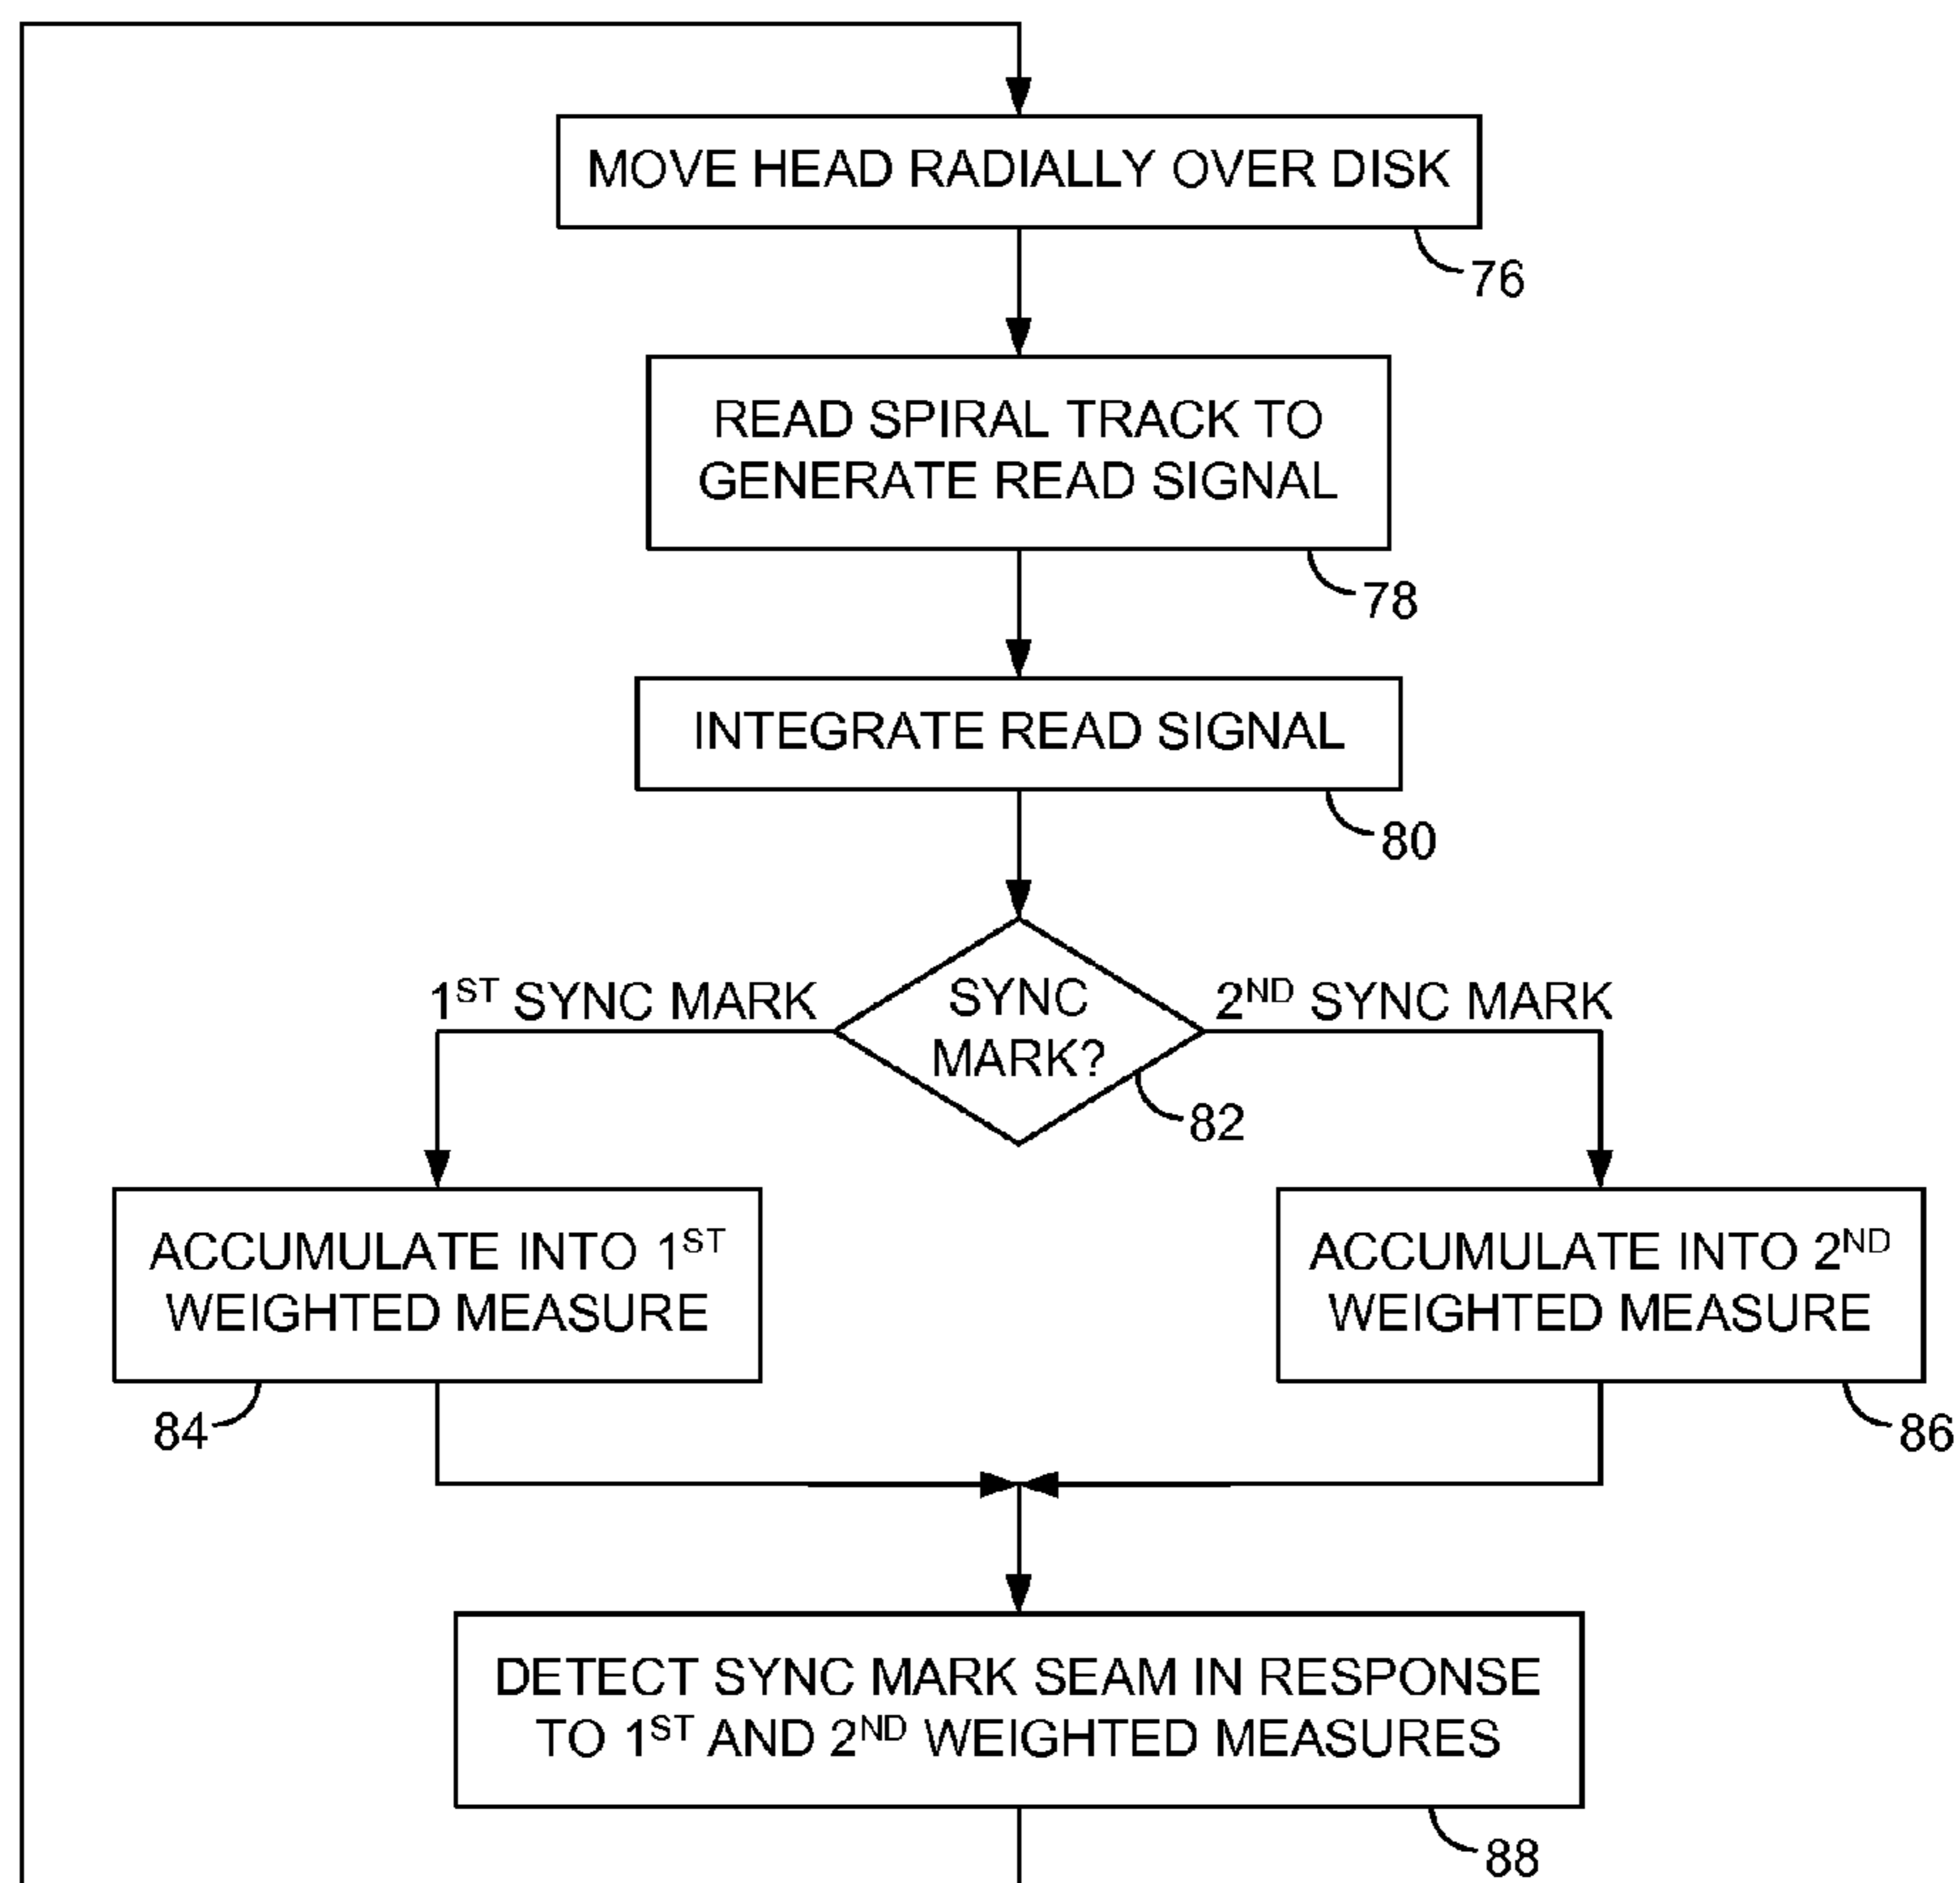 MOVE HEAD RADIALLY OVER DISK
76
READ SPIRAL TRACK TO
GENERATE READ SIGNAL
78
INTEGRATE READ SIGNAL
80
1ST SYNC MARK
SYNC
MARK?
2ND SYNC MARK
82
ACCUMULATE INTO 1ST
WEIGHTED MEASURE
84
ACCUMULATE INTO 2ND
WEIGHTED MEASURE
86
DETECT SYNC MARK SEAM IN RESPONSE
TO 1ST AND 2ND WEIGHTED MEASURES
88